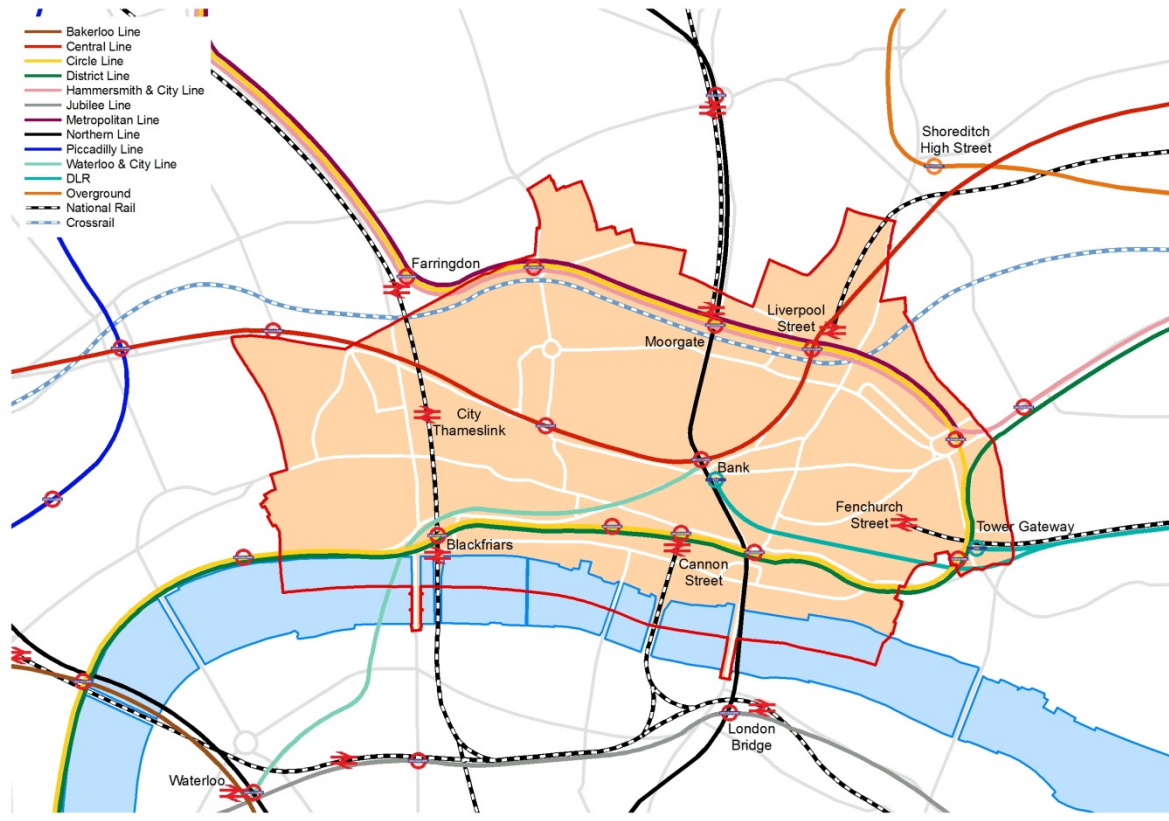 Bakerloo Line
Central Line
Circle Line
District Line
Hammersmith & City Line
Jubilee Line
Metropolitan Line
Northern Line
Piccadilly Line
Waterloo & City Line
DLR
Overground
National Rail
Crossrail
Shoreditch
High Street
Farringdon
Liverpool
Street
Moorgate
City
Thameslink
Bank
Fenchurch
Street
Tower Gateway
Blackfriars
Cannon
Street
London
Bridge
Waterloo